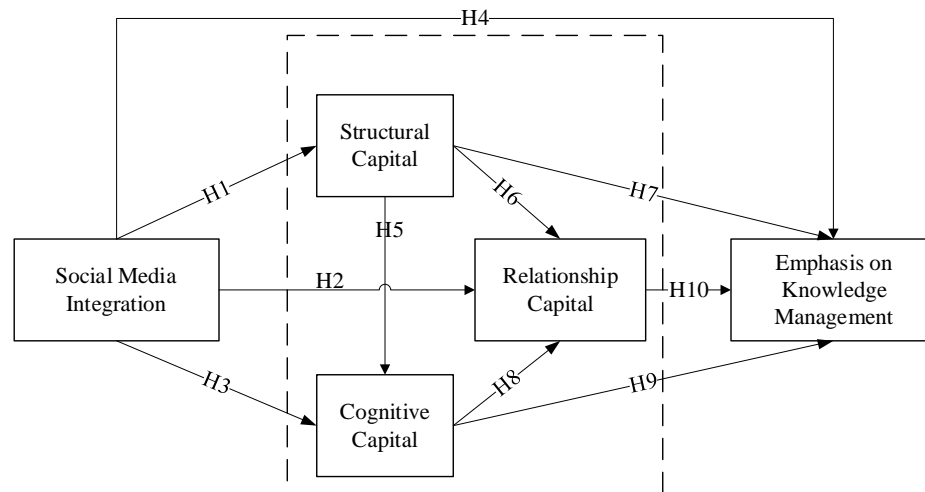 H4
Structural
Capital
H1
H6
H7
H5
Social Media
Integration
H2
Relationship
Capital
H10
Emphasis on
Knowledge
Management
H3
H8
H9
Cognitive
Capital